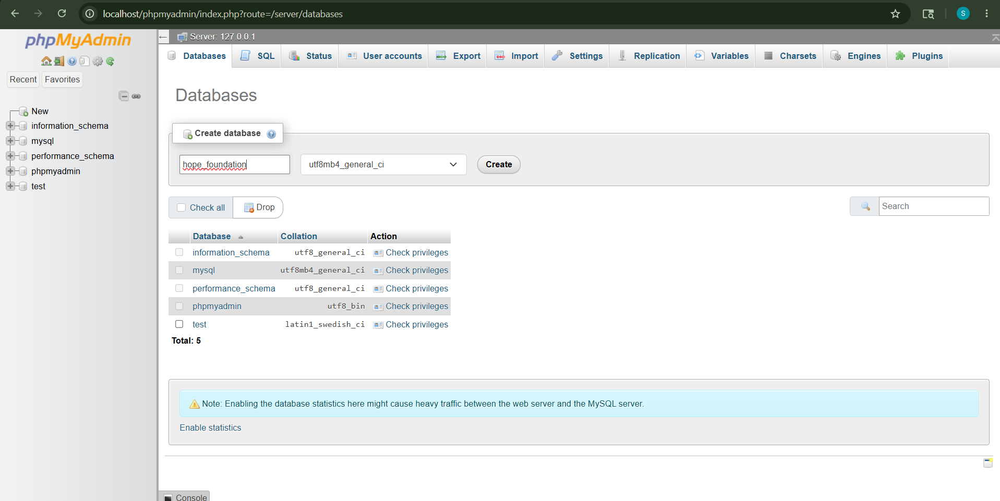 localhost/phpmyadmin/index.php?route=/server/databases
S
phpMyAdmin
Recent Favorites
New
information_schema
mysql
performance_schema
phpmyadmin
test
Server: 127.0.0.1
Databases SQL Status User accounts Export Import Settings Replication Variables Charsets Engines Plugins
Databases
Create database
hope_foundation utf8mb4_general_ci Create
Check all Drop Search
Database Collation Action
information_schema utf8_general_ci Check privileges
mysql utf8mb4_general_ci Check privileges
performance_schema utf8_general_ci Check privileges
phpmyadmin utf8_bin Check privileges
test latin1_swedish_ci Check privileges
Total: 5
Note: Enabling the database statistics here might cause heavy traffic between the web server and the MySQL server.
Enable statistics
Console